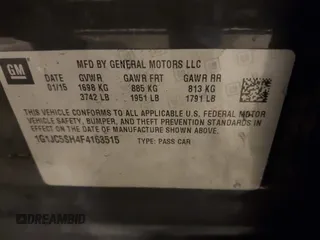 GM
MFD BY GENERAL MOTORS LLC
01/15 GVWR GAWR FRT GAWR RR
1698 KG 885 KG 813 KG
3742 LB 1951 LB 1791 LB
THIS VEHICLE CONFORMS TO ALL APPLICABLE U.S. FEDERAL MOTOR
VEHICLE SAFETY, BUMPER, AND THEFT PREVENTION STANDARDS IN
EFFECT ON THE DATE OF MANUFACTURE SHOWN ABOVE.
1G1JC5SH4F4163515 TYPE: PASS CAR
DREAMBID